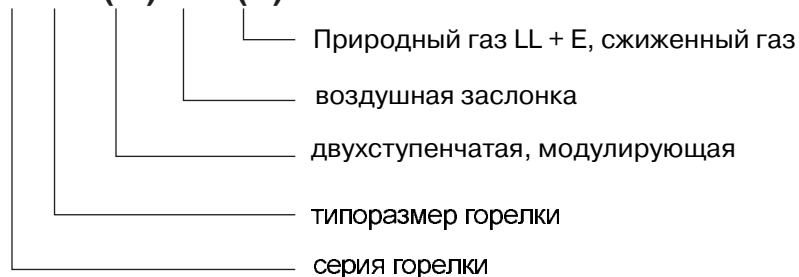 Природный газ LL + E, сжиженный газ
воздушная заслонка
двухступенчатая, модулирующая
типоразмер горелки
серия горелки